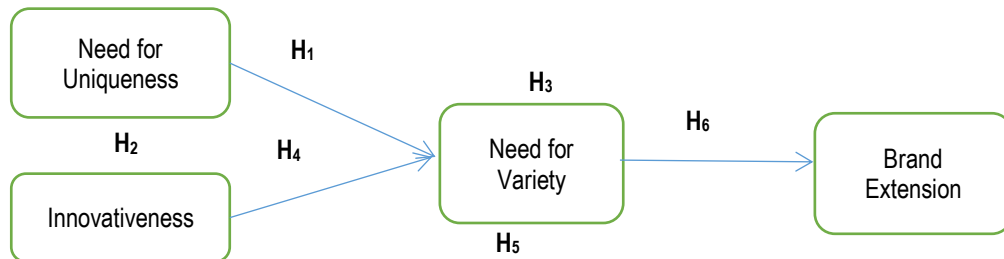 Need for
Uniqueness
H₁
H₂
H₄
Innovativeness
H₃
Need for
Variety
H₅
H₆
Brand
Extension